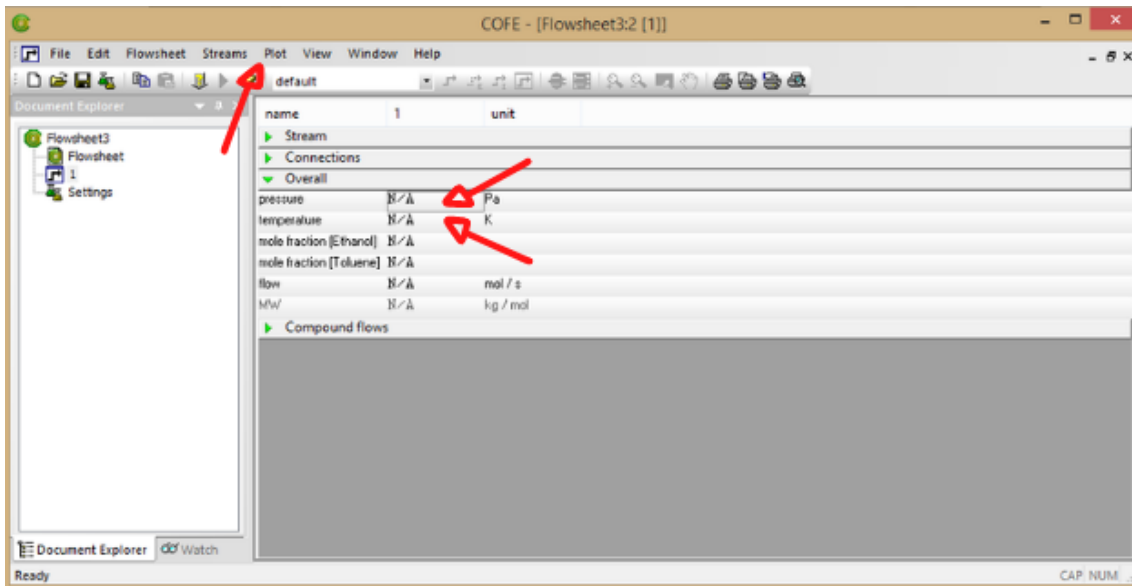 COFE - [Flowsheet3:2 [1]]
File Edit Flowsheet Streams Plot View Window Help
default
Document Explorer
Flowsheet3
Flowsheet
1
Settings
name 1 unit
Stream
Connections
Overall
pressure N/A Pa
temperature N/A K
mole fraction [Ethanol] N/A
mole fraction [Toluene] N/A
flow N/A mol / s
MW N/A kg / mol
Compound flows
Document Explorer Watch
Ready CAP NUM